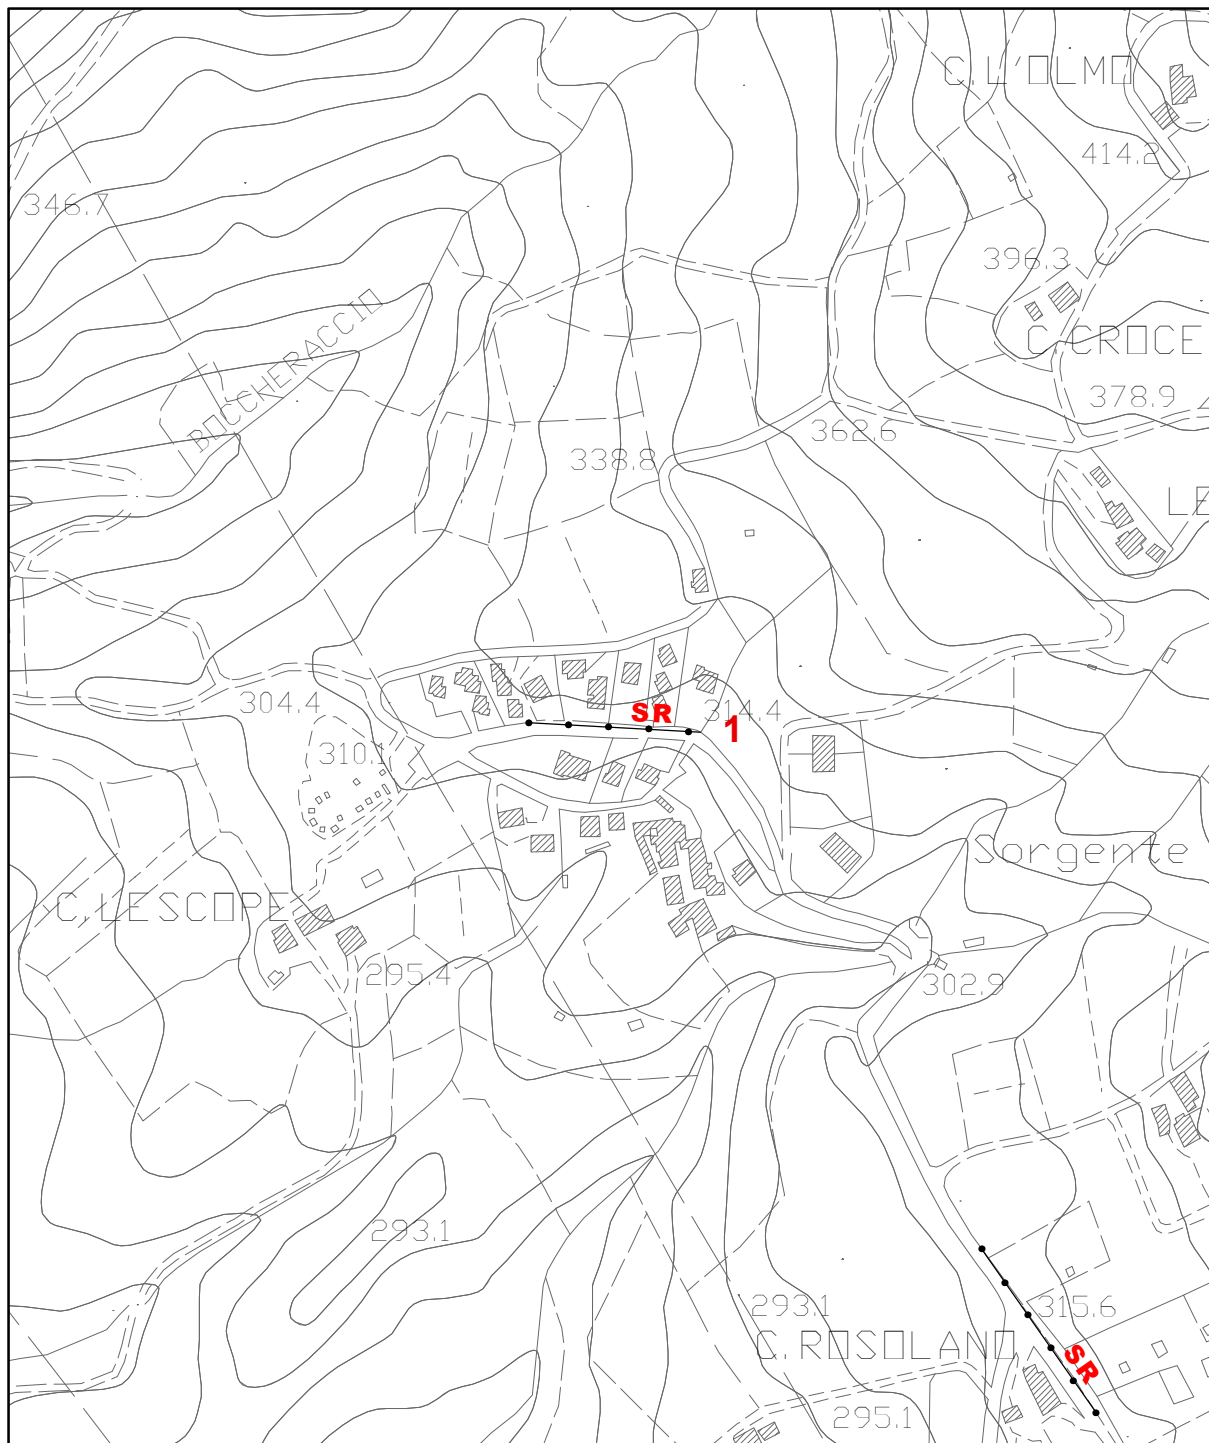 C. L'OLMO
414.2
346.7
396.3
C. CROCE
BOCCHERACCIO
378.9
362.6
338.8
LE
304.4
SR
314.4
1
310.1
Sorgente
C. LESCOPE
295.4
302.9
293.1
293.1
315.6
C. ROSOLANO
SR
295.1